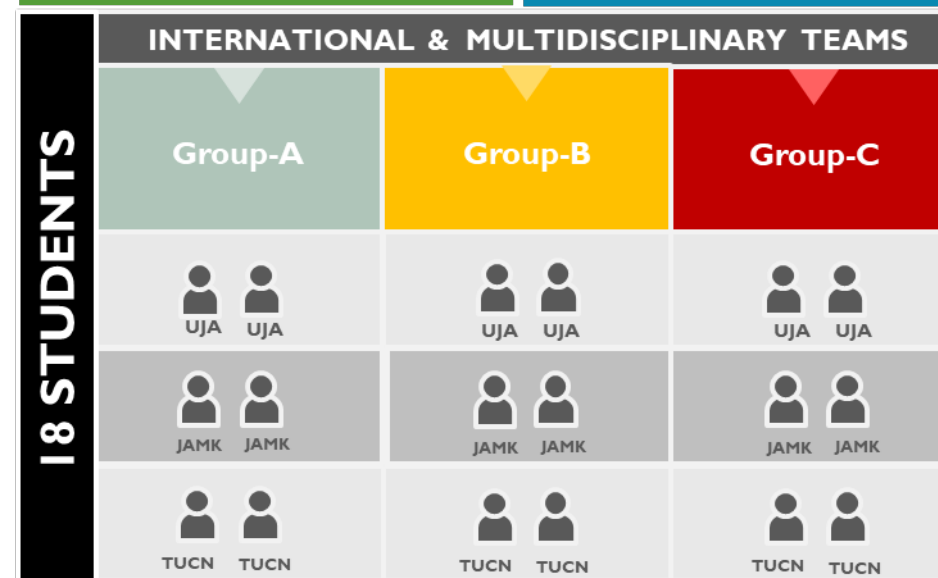 18 STUDENTS
INTERNATIONAL & MULTIDISCIPLINARY TEAMS
Group-A Group-B Group-C
UJA UJA UJA UJA UJA UJA
JAMK JAMK JAMK JAMK JAMK JAMK
TUCN TUCN TUCN TUCN TUCN TUCN